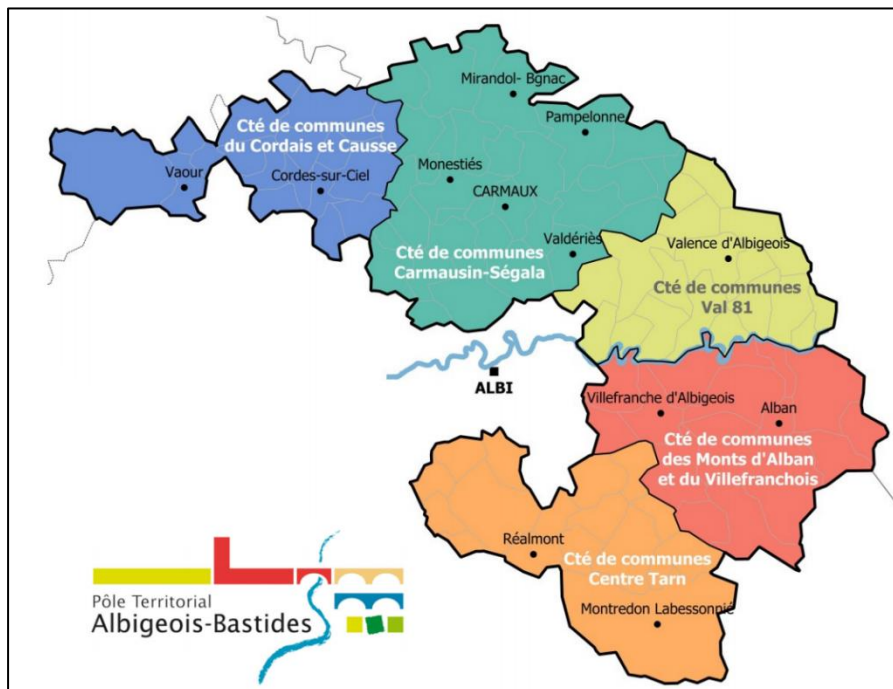 Mirandol- Bgnac
Pampelonne
Cté de communes
du Cordais et Causse
Vaour
Cordes-sur-Ciel
Monestiés
CARMAUX
Valdériès
Cté de communes
Carmausin-Ségala
Valence d'Albigeois
Cté de communes
Val 81
ALBI
Villefranche d'Albigeois
Alban
Cté de communes
des Monts d'Alban
et du Villefranchois
Réalmont
Cté de communes
Centre Tarn
Montredon Labessonnié
Pôle Territorial
Albigeois-Bastides